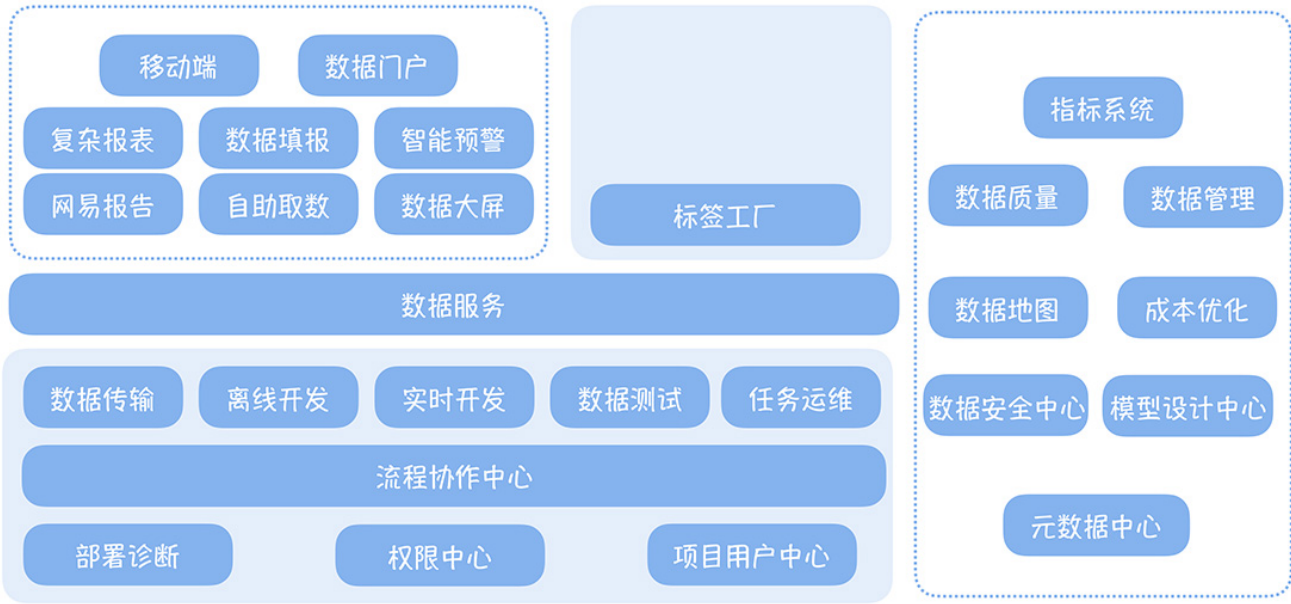 移动端 数据门户
复杂报表 数据填报 智能预警
网易报告 自助取数 数据大屏
标签工厂
数据服务
数据传输 离线开发 实时开发 数据测试 任务运维
流程协作中心
部署诊断 权限中心 项目用户中心
指标系统
数据质量 数据管理
数据地图 成本优化
数据安全中心 模型设计中心
元数据中心